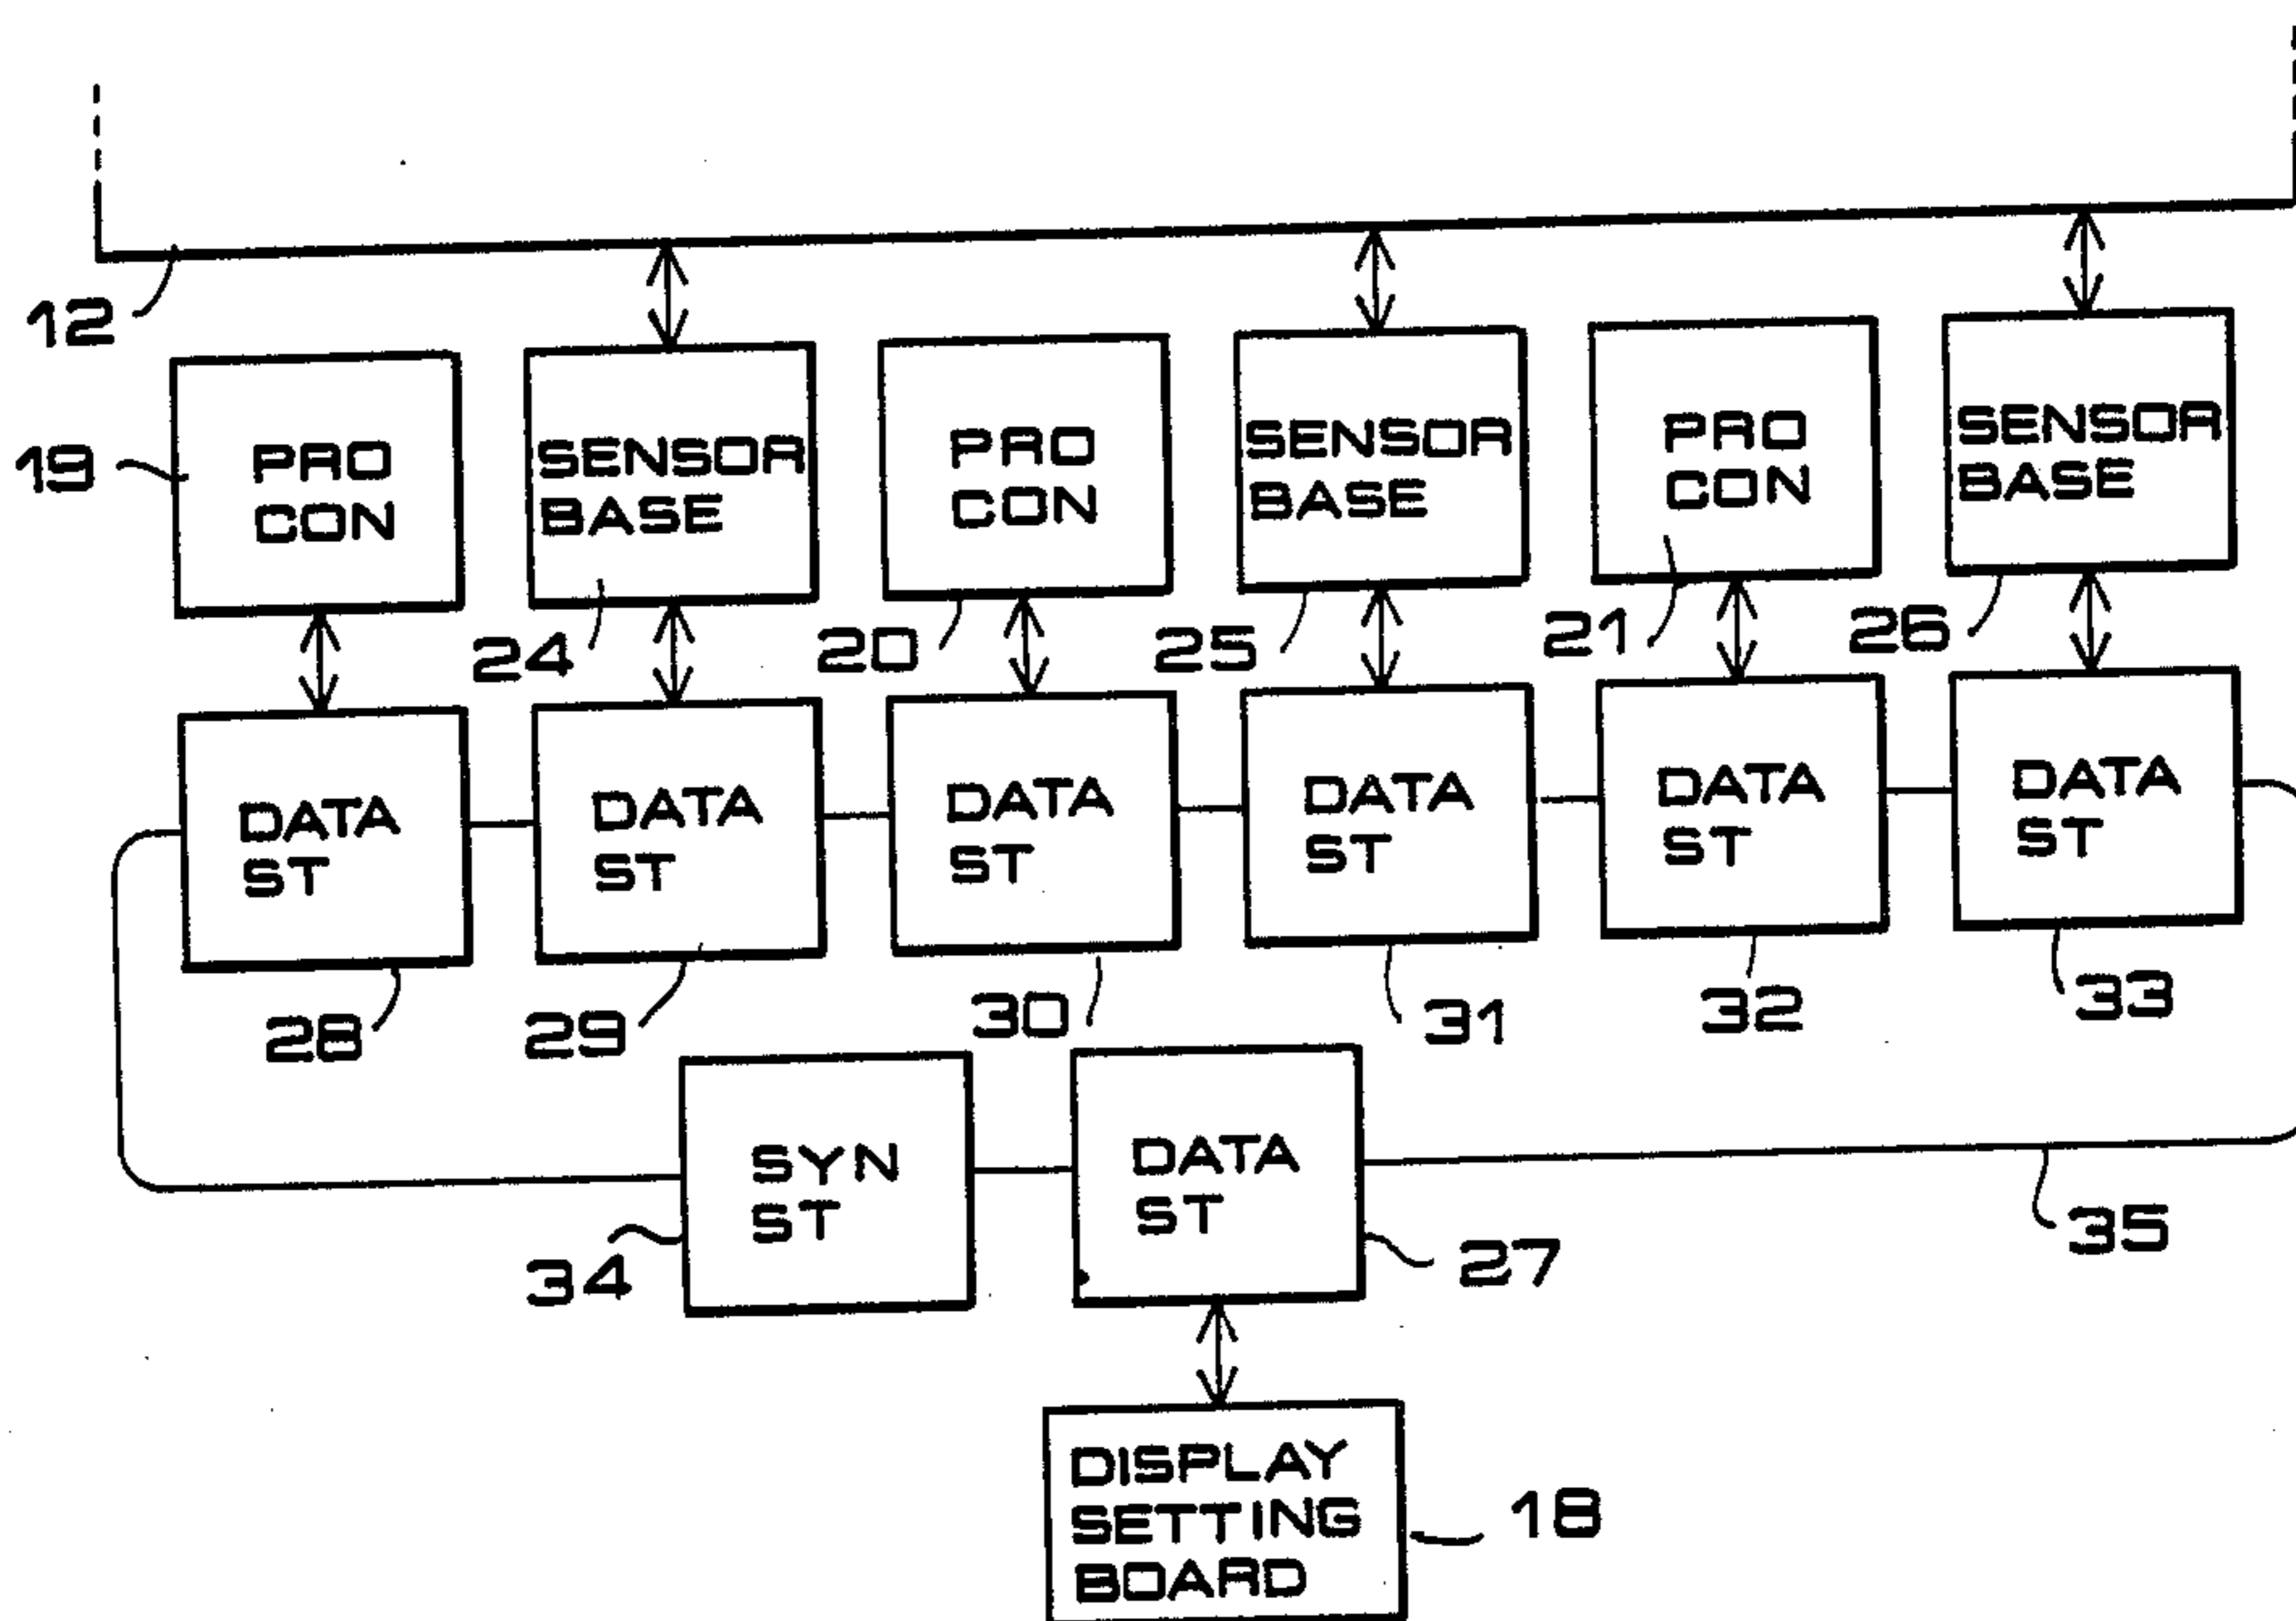 12
19
PRO
CON
SENSOR
BASE
PRO
CON
SENSOR
BASE
PRO
CON
SENSOR
BASE
24
20
25
21
26
DATA
ST
DATA
ST
DATA
ST
DATA
ST
DATA
ST
DATA
ST
28
29
30
31
32
33
SYN
ST
DATA
ST
34
27
35
DISPLAY
SETTING
BOARD
18